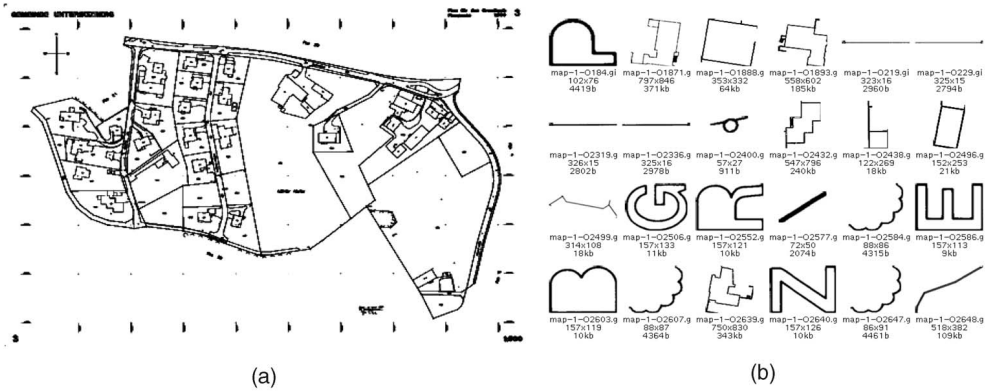 GEMEINDE UNTERBOZBERG
3
map-1-O184.gi map-1-O1871.g map-1-O1888.g map-1-O1893.g map-1-O219.gi map-1-O229.gi
102x76 797x846 353x332 558x602 323x16 325x15
4419b 371kb 64kb 185kb 2960b 2794b
map-1-O2319.g map-1-O2336.g map-1-O2400.g map-1-O2432.g map-1-O2438.g map-1-O2496.g
326x15 325x16 57x27 547x796 122x269 152x253
2802b 2978b 911b 240kb 18kb 21kb
G R E
map-1-O2499.g map-1-O2506.g map-1-O2552.g map-1-O2577.g map-1-O2584.g map-1-O2586.g
314x108 157x133 157x121 72x50 88x86 157x113
18kb 11kb 10kb 2074b 4315b 9kb
B Z
map-1-O2603.g map-1-O2607.g map-1-O2639.g map-1-O2640.g map-1-O2647.g map-1-O2648.g
157x119 88x87 750x830 157x126 86x91 518x382
10kb 4364b 343kb 10kb 4461b 109kb
3
(a) (b)